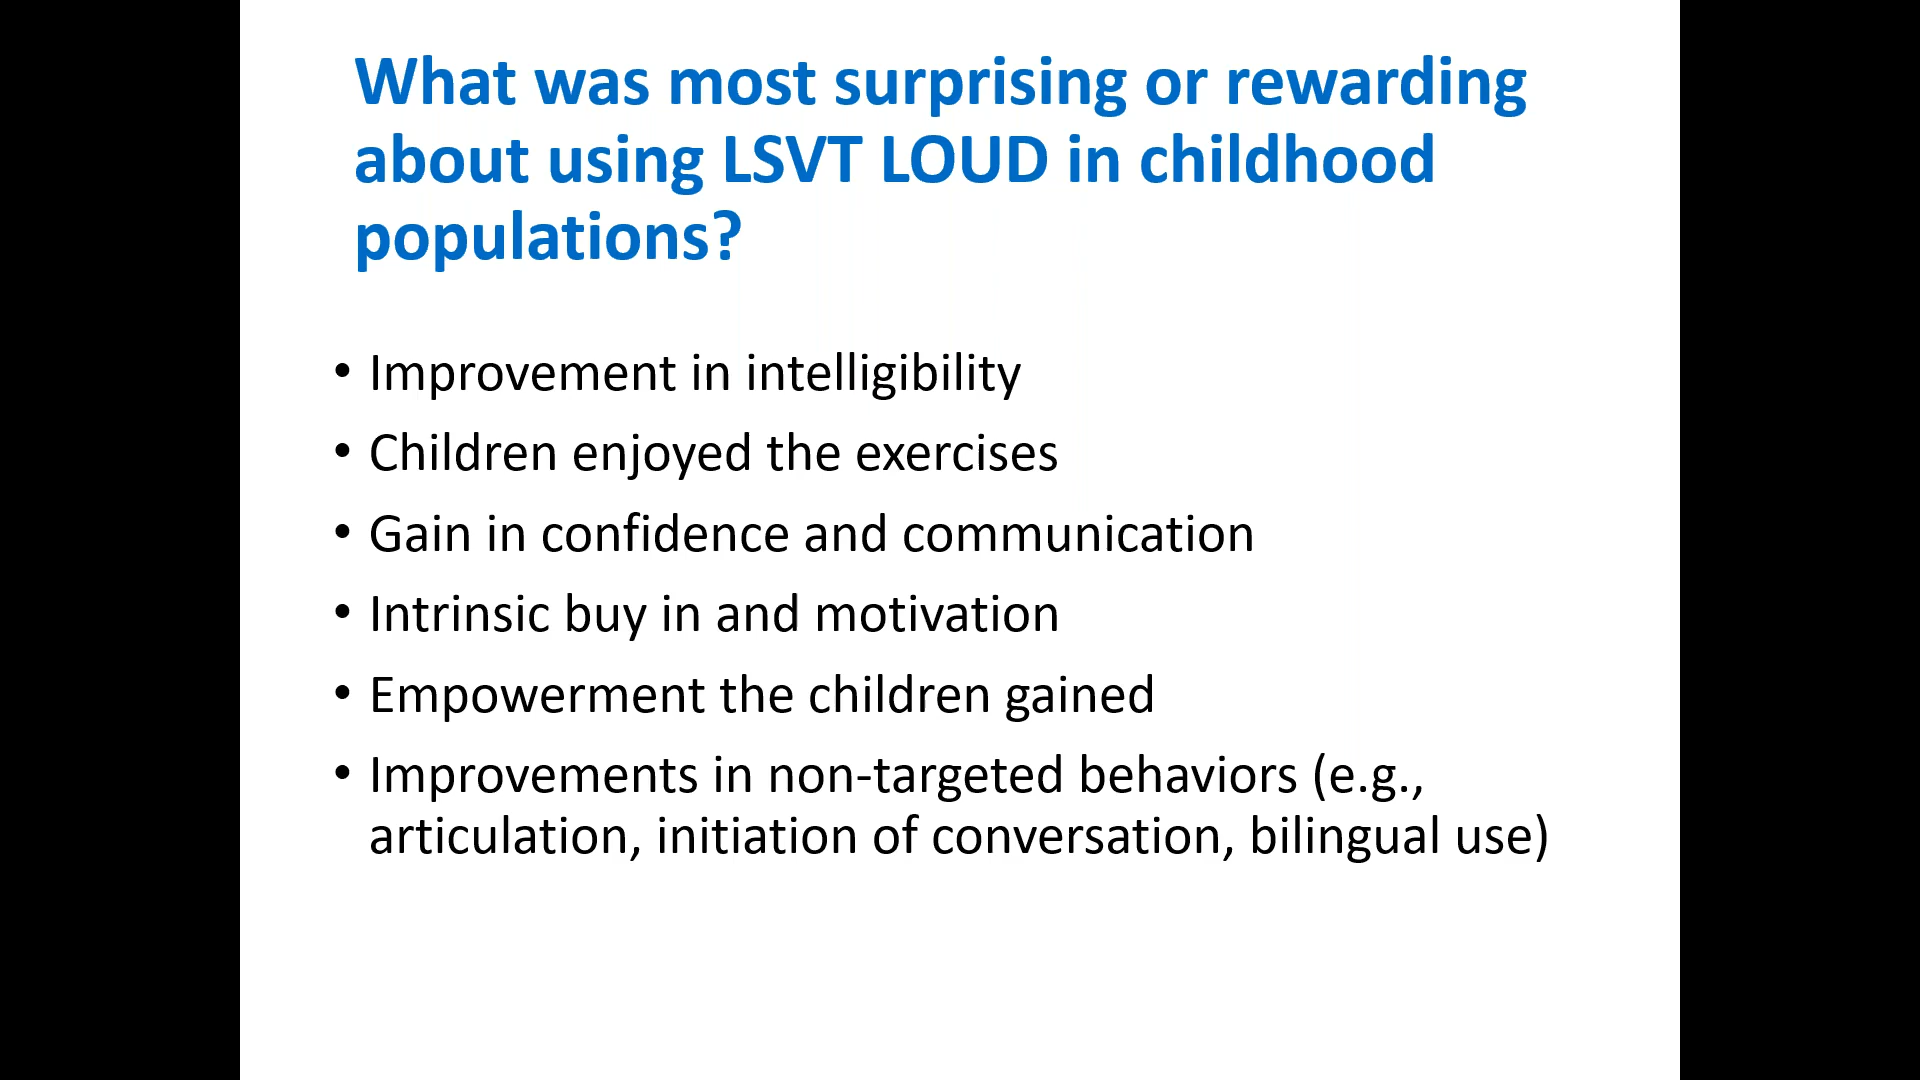 What was most surprising or rewarding
about using LSVT LOUD in childhood
populations?
• Improvement in intelligibility
• Children enjoyed the exercises
• Gain in confidence and communication
• Intrinsic buy in and motivation
• Empowerment the children gained
• Improvements in non-targeted behaviors (e.g.,
articulation, initiation of conversation, bilingual use)